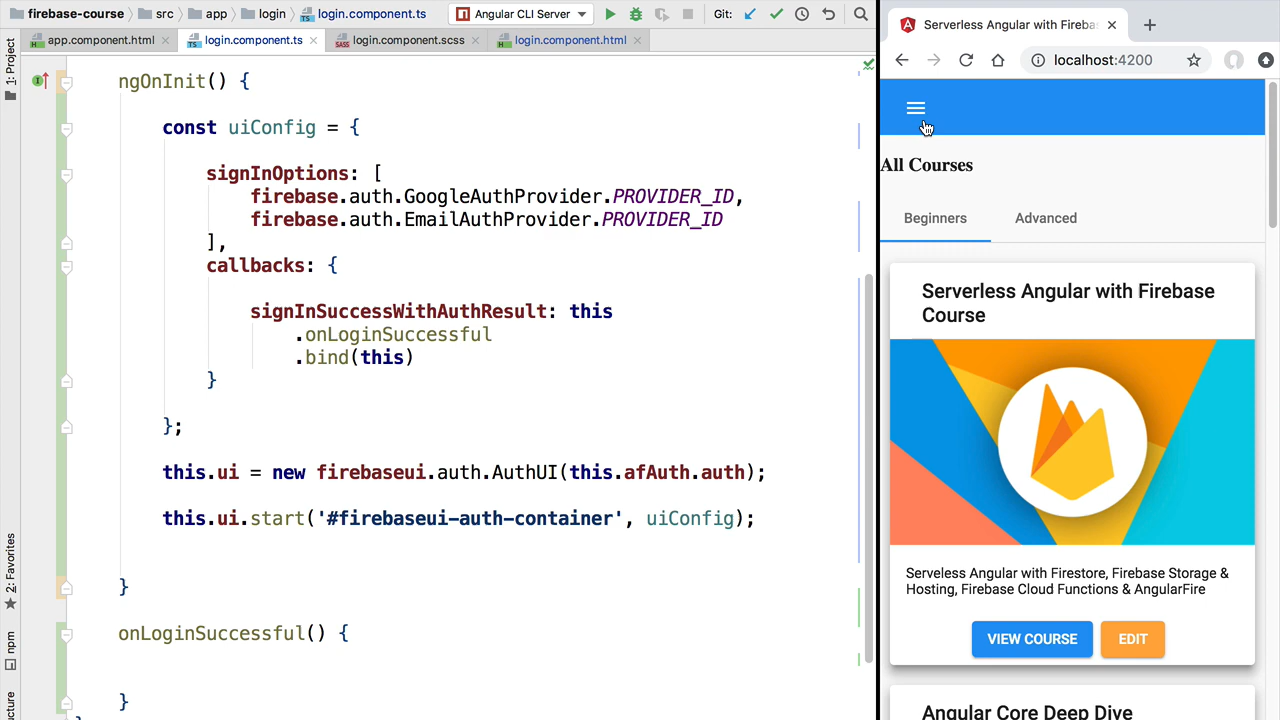 firebase-course src app login login.component.ts Angular CLI Server Git:
app.component.html login.component.ts login.component.scss login.component.html
1: Project
2: Favorites
npm
ngOnInit() {
const uiConfig = {
signInOptions: [
firebase.auth.GoogleAuthProvider.PROVIDER_ID,
firebase.auth.EmailAuthProvider.PROVIDER_ID
],
callbacks: {
signInSuccessWithAuthResult: this
.onLoginSuccessful
.bind(this)
}
};
this.ui = new firebaseui.auth.AuthUI(this.afAuth.auth);
this.ui.start('#firebaseui-auth-container', uiConfig);
}
onLoginSuccessful() {
}
Serverless Angular with Fireba
localhost:4200
All Courses
Beginners Advanced
Serverless Angular with Firebase
Course
Serveless Angular with Firestore, Firebase Storage &
Hosting, Firebase Cloud Functions & AngularFire
VIEW COURSE EDIT
Angular Core Deep Dive